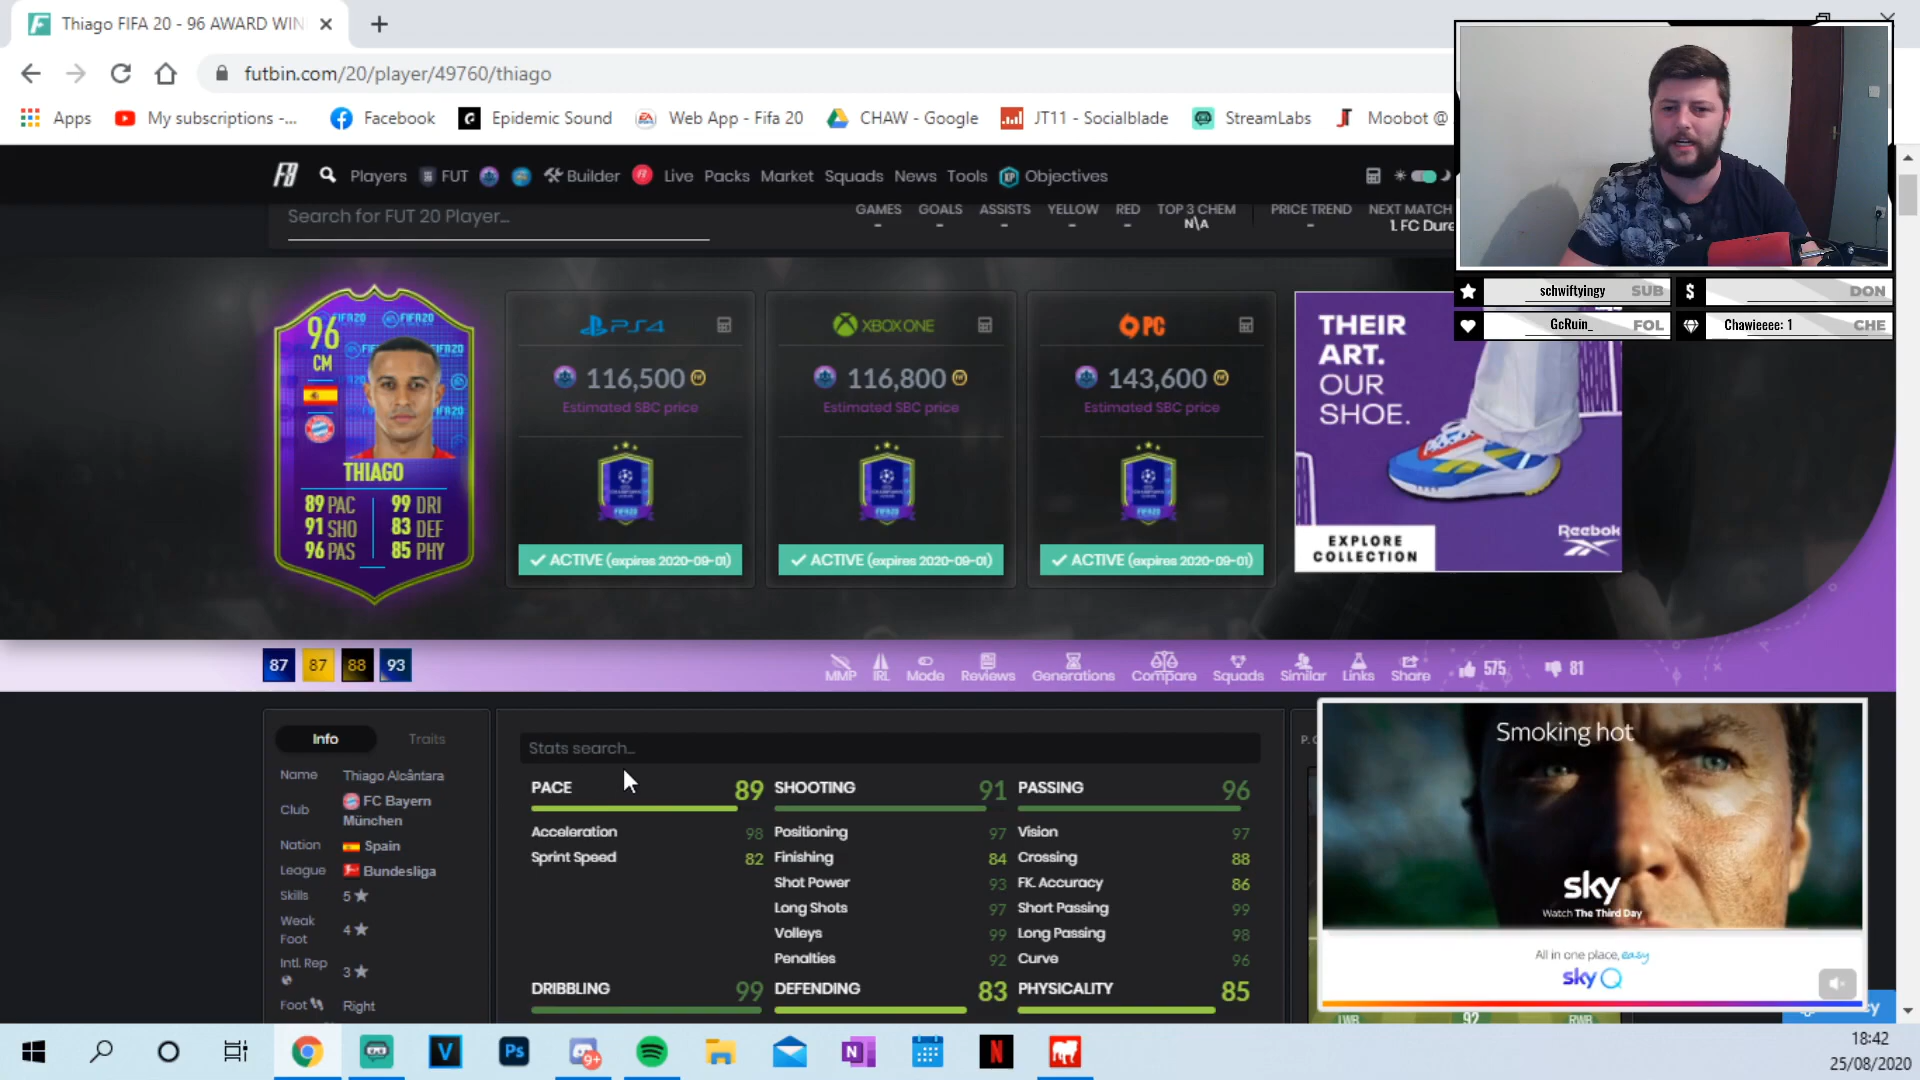 Thiago FIFA 20 - 96 AWARD WIN
futbin.com/20/player/49760/thiago
Apps
My subscriptions -...
Facebook
Epidemic Sound
Web App - Fifa 20
CHAW - Google
JT11 - Socialblade
StreamLabs
Moobot @
Players FUT Builder Live Packs Market Squads News Tools Objectives
Search for FUT 20 Player...
GAMES GOALS ASSISTS YELLOW RED TOP 3 CHEM PRICE TREND NEXT MATCH
- - - - - N\A - 1. FC Dure
schwiftyingy SUB
$ DON
GcRuin_ FOL
Chawieeee: 1 CHE
96
CM
FIFA20
THIAGO
89 PAC 99 DRI
91 SHO 83 DEF
96 PAS 85 PHY
PS4
116,500
Estimated SBC price
ACTIVE (expires 2020-09-01)
XBOX ONE
116,800
Estimated SBC price
ACTIVE (expires 2020-09-01)
PC
143,600
Estimated SBC price
ACTIVE (expires 2020-09-01)
THEIR
ART.
OUR
SHOE.
EXPLORE
COLLECTION
Reebok
87 87 88 93
MMP IRL Mode Reviews Generations Compare Squads Similar Links Share 575 81
Info Traits
Name Thiago Alcântara
Club FC Bayern
München
Nation Spain
League Bundesliga
Skills 5
Weak
Foot 4
Intl. Rep 3
Foot Right
Stats search...
PACE 89
Acceleration 98
Sprint Speed 82
SHOOTING 91
Positioning 97
Finishing 84
Shot Power 93
Long Shots 97
Volleys 99
Penalties 92
PASSING 96
Vision 97
Crossing 88
FK. Accuracy 86
Short Passing 99
Long Passing 98
Curve 96
DRIBBLING 99
DEFENDING 83
PHYSICALITY 85
Smoking hot
sky
Watch The Third Day
All in one place, easy
sky Q
LWB 92 RWB
18:42
25/08/2020